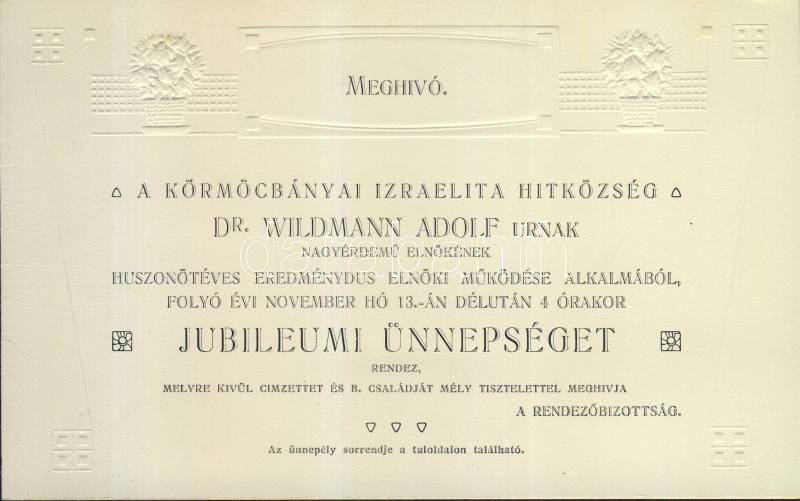 MEGHIVÓ.
A KÖRMÖCBÁNYAI IZRAELITA HITKÖZSÉG
DR. WILDMANN ADOLF URNAK
NAGYÉRDEMŰ ELNÖKÉNEK
HUSZONÖTÉVES EREDMÉNYDUS ELNÖKI MŰKÖDÉSE ALKALMÁBÓL,
FOLYÓ ÉVI NOVEMBER HÓ 13.-ÁN DÉLUTÁN 4 ÓRAKOR
JUBILEUMI ÜNNEPSÉGET
RENDEZ,
MELYRE KIVÜL CIMZETTET ÉS B. CSALÁDJÁT MÉLY TISZTELETTEL MEGHIVJA
A RENDEZŐBIZOTTSÁG.
Az ünnepély sorrendje a tuloldalon található.